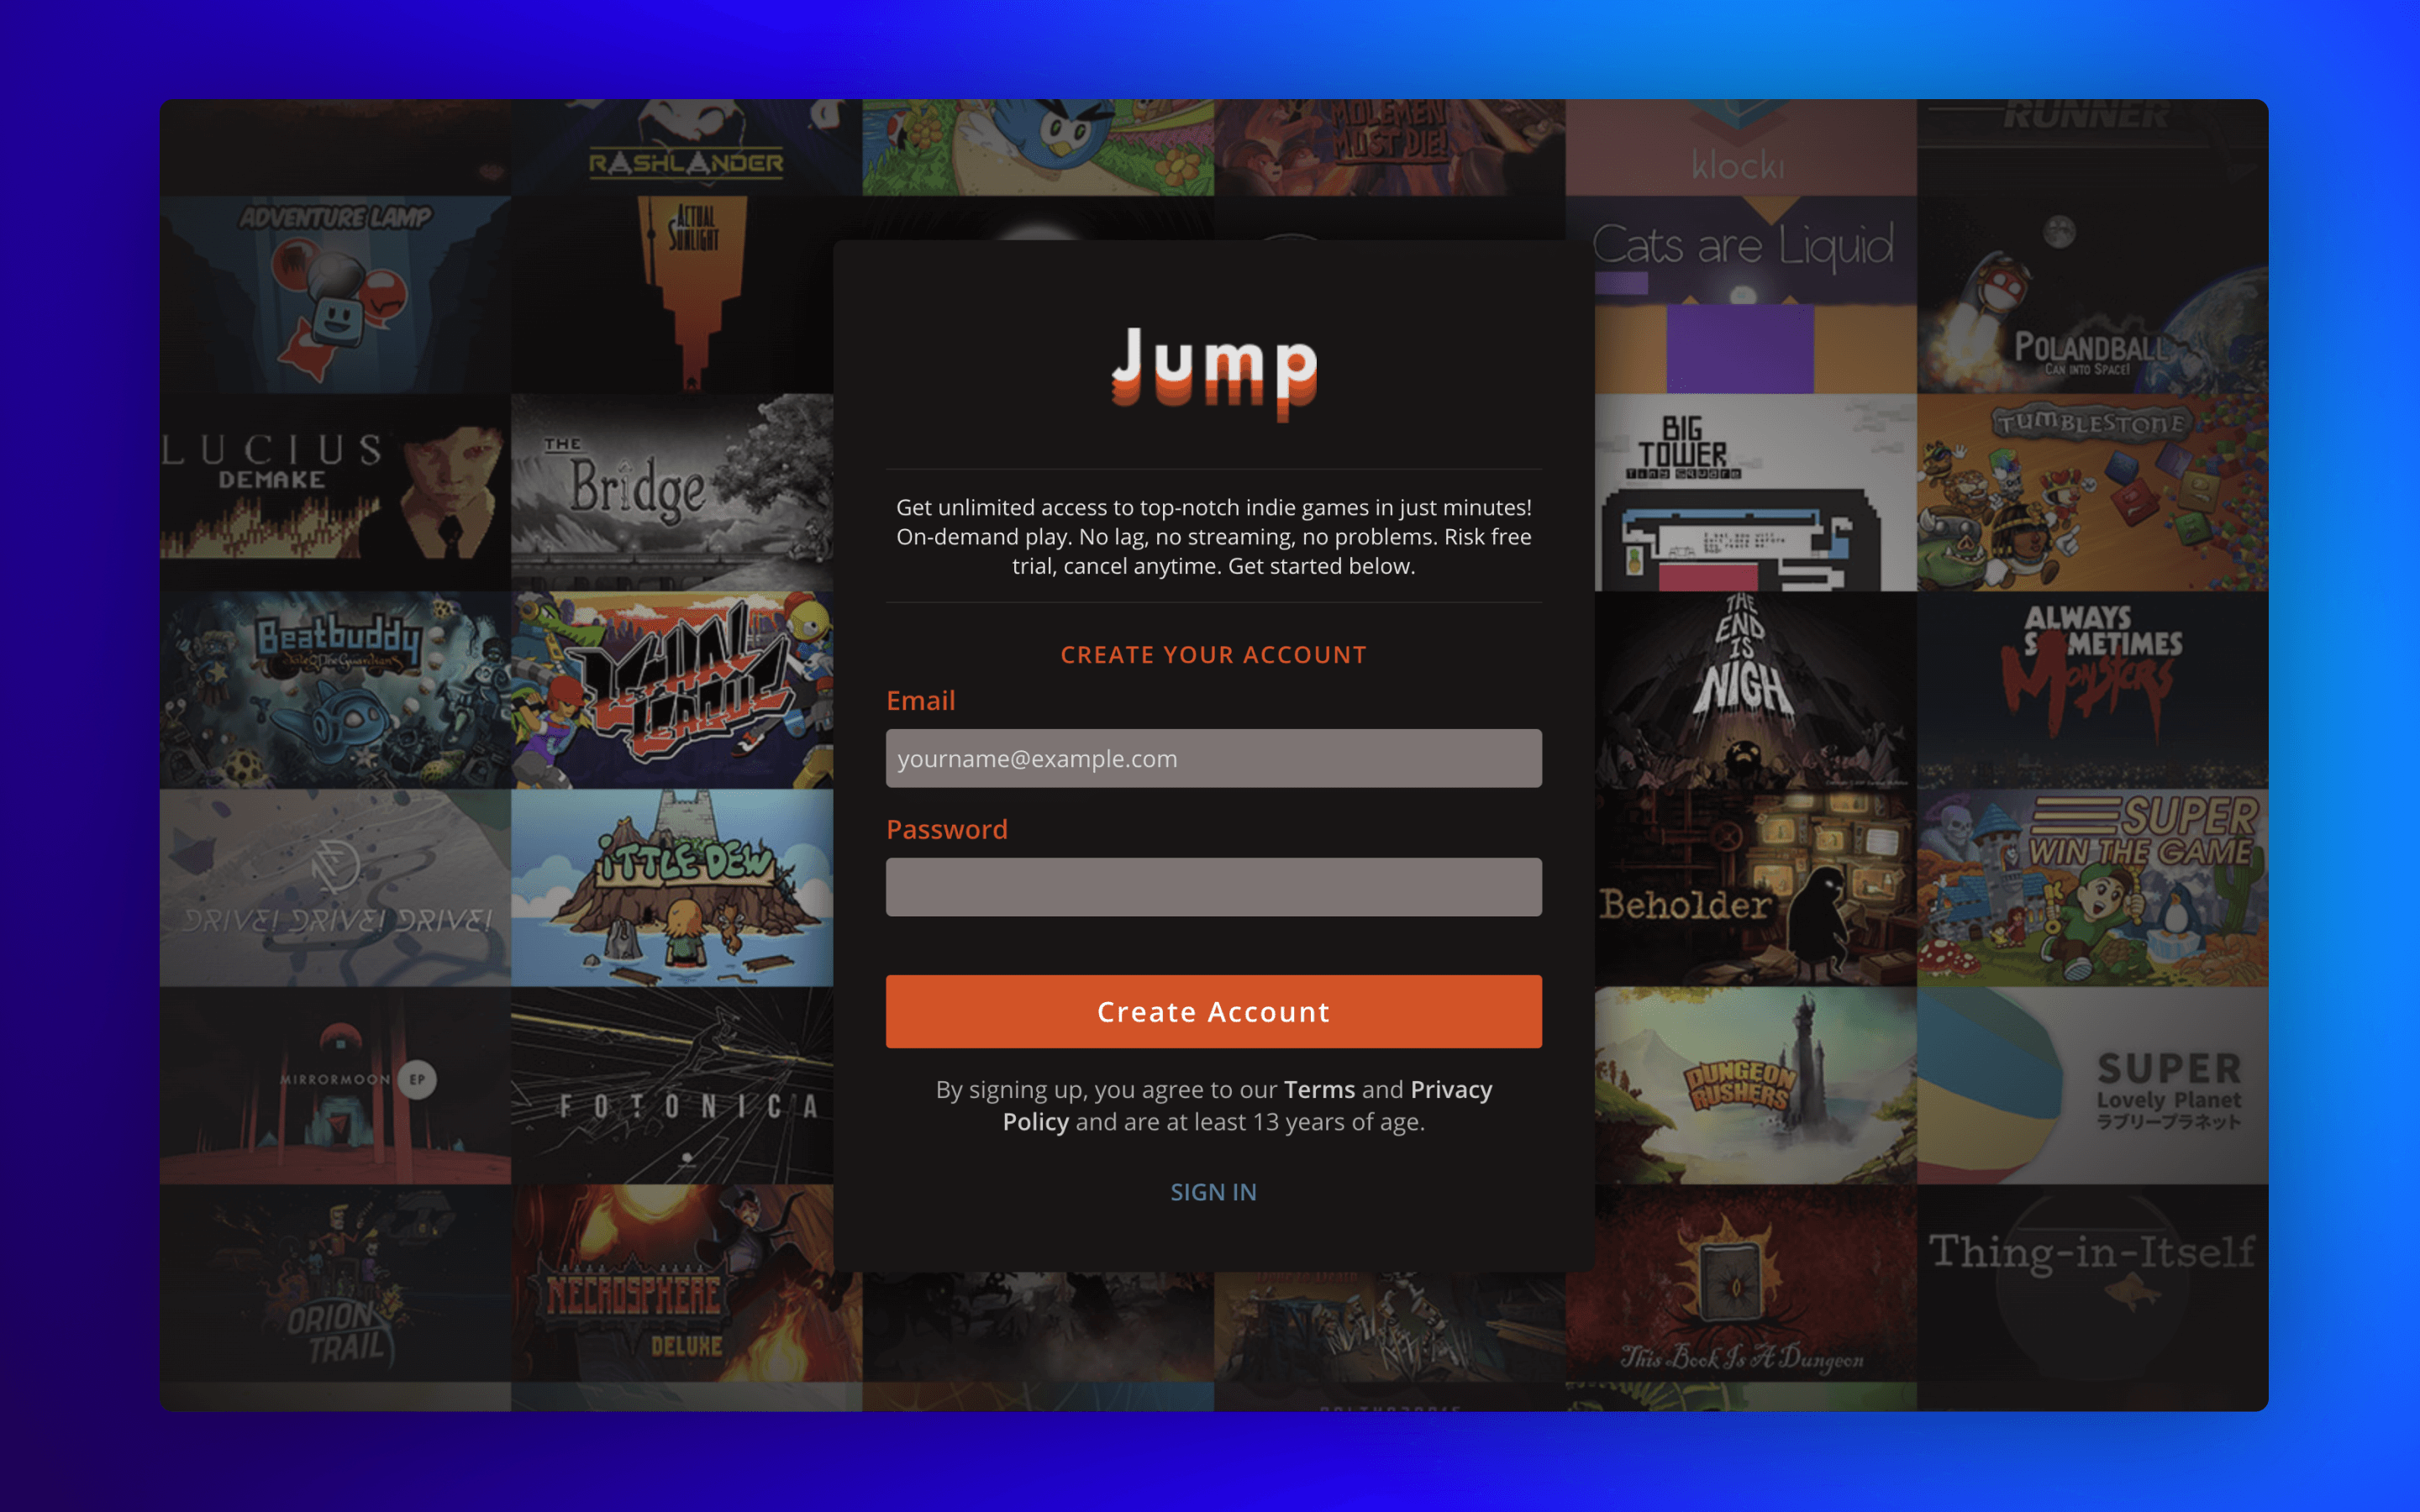 RASHLANDER
MOLEMEN
MUST DIE!
klocki
RUNNER
ADVENTURE LAMP
ACTUAL
SUNLIGHT
Cats are Liquid
POLANDBALL
CAN INTO SPACE!
LUCIUS
DEMAKE
THE
Bridge
BIG
TOWER
Tiny Square
TUMBLESTONE
Jump
Get unlimited access to top-notch indie games in just minutes!
On-demand play. No lag, no streaming, no problems. Risk free
trial, cancel anytime. Get started below.
CREATE YOUR ACCOUNT
Email
yourname@example.com
Password
Create Account
By signing up, you agree to our Terms and Privacy
Policy and are at least 13 years of age.
SIGN IN
Beatbuddy
Tale Of The Guardians
THE
END
IS
NIGH
ALWAYS
SOMETIMES
MONSTERS
DRIVE! DRIVE! DRIVE!
ITTLE DEW
Beholder
SUPER
WIN THE GAME
MIRRORMOON EP
FOTONICA
DUNGEON
RUSHERS
SUPER
Lovely Planet
ラブリープラネット
ORION
TRAIL
NECROSPHERE
DELUXE
This Book Is A Dungeon
Thing-in-Itself